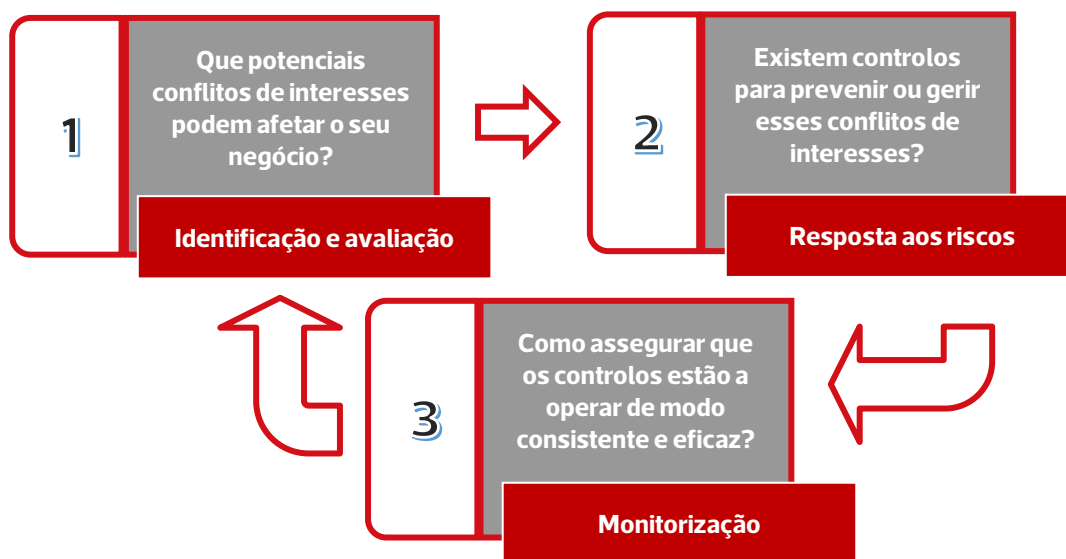 1
Que potenciais
conflitos de interesses
podem afetar o seu
negócio?
Identificação e avaliação
2
Existem controlos
para prevenir ou gerir
esses conflitos de
interesses?
Resposta aos riscos
3
Como assegurar que
os controlos estão a
operar de modo
consistente e eficaz?
Monitorização